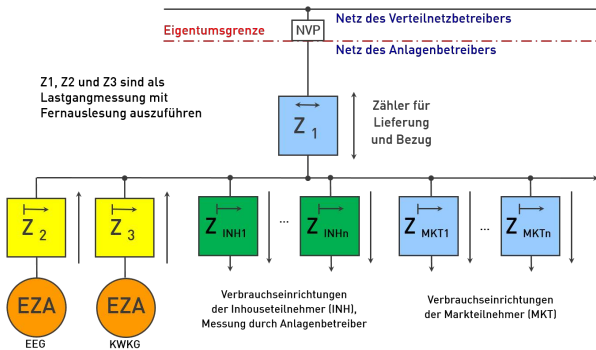 Netz des Verteilnetzbetreibers
Eigentumsgrenze
NVP
Netz des Anlagenbetreibers
Z1, Z2 und Z3 sind als
Lastgangmessung mit
Fernauslesung auszuführen
Z 1
Zähler für
Lieferung
und Bezug
Z 2
Z 3
Z INH1
...
Z INHn
Z MKT1
...
Z MKTn
EZA
EZA
EEG
KWKG
Verbrauchseinrichtungen
der Inhouseteilnehmer (INH),
Messung durch Anlagenbetreiber
Verbrauchseinrichtungen
der Markteilnehmer (MKT)